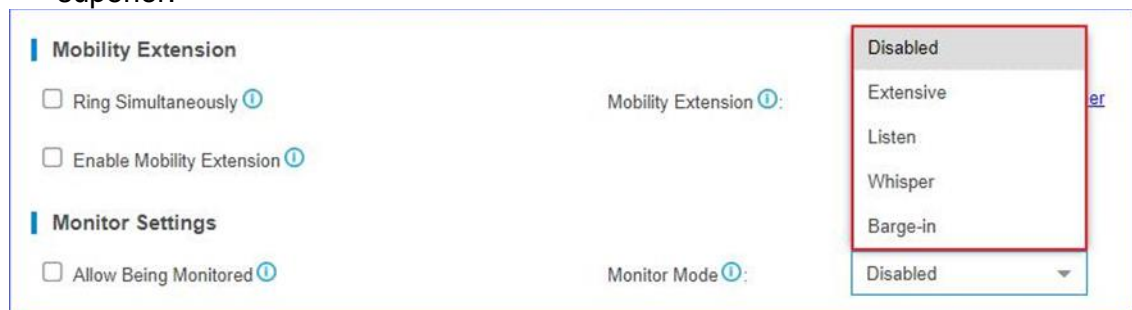 Mobility Extension
Disabled
Ring Simultaneously
Mobility Extension :
Extensive
er
Listen
Enable Mobility Extension
Whisper
Monitor Settings
Barge-in
Allow Being Monitored
Monitor Mode :
Disabled